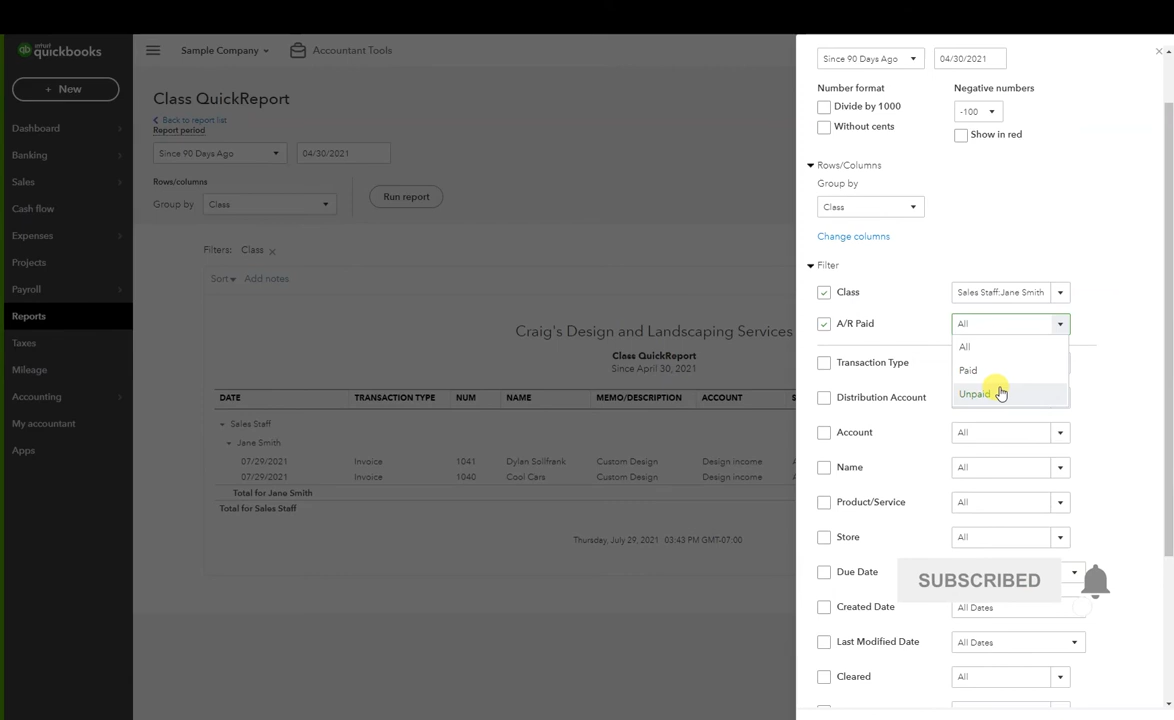 intuit
quickbooks
Sample Company
Accountant Tools
+ New
Dashboard
Banking
Sales
Cash flow
Expenses
Projects
Payroll
Reports
Taxes
Mileage
Accounting
My accountant
Apps
Class QuickReport
Back to report list
Report period
Since 90 Days Ago
04/30/2021
Rows/columns
Group by
Class
Run report
Filters: Class
Sort
Add notes
Craig's Design and Landscaping Services
Class QuickReport
Since April 30, 2021
DATE TRANSACTION TYPE NUM NAME MEMO/DESCRIPTION ACCOUNT
Sales Staff
Jane Smith
07/29/2021 Invoice 1041 Dylan Sollfrank Custom Design Design income
07/29/2021 Invoice 1040 Cool Cars Custom Design Design income
Total for Jane Smith
Total for Sales Staff
Thursday, July 29, 2021 03:43 PM GMT-07:00
Since 90 Days Ago
04/30/2021
Number format
Negative numbers
Divide by 1000
-100
Without cents
Show in red
Rows/Columns
Group by
Class
Change columns
Filter
Class Sales Staff:Jane Smith
A/R Paid All
All
Paid
Unpaid
Transaction Type
Distribution Account
Account All
Name All
Product/Service All
Store All
Due Date
SUBSCRIBED
Created Date All Dates
Last Modified Date All Dates
Cleared All